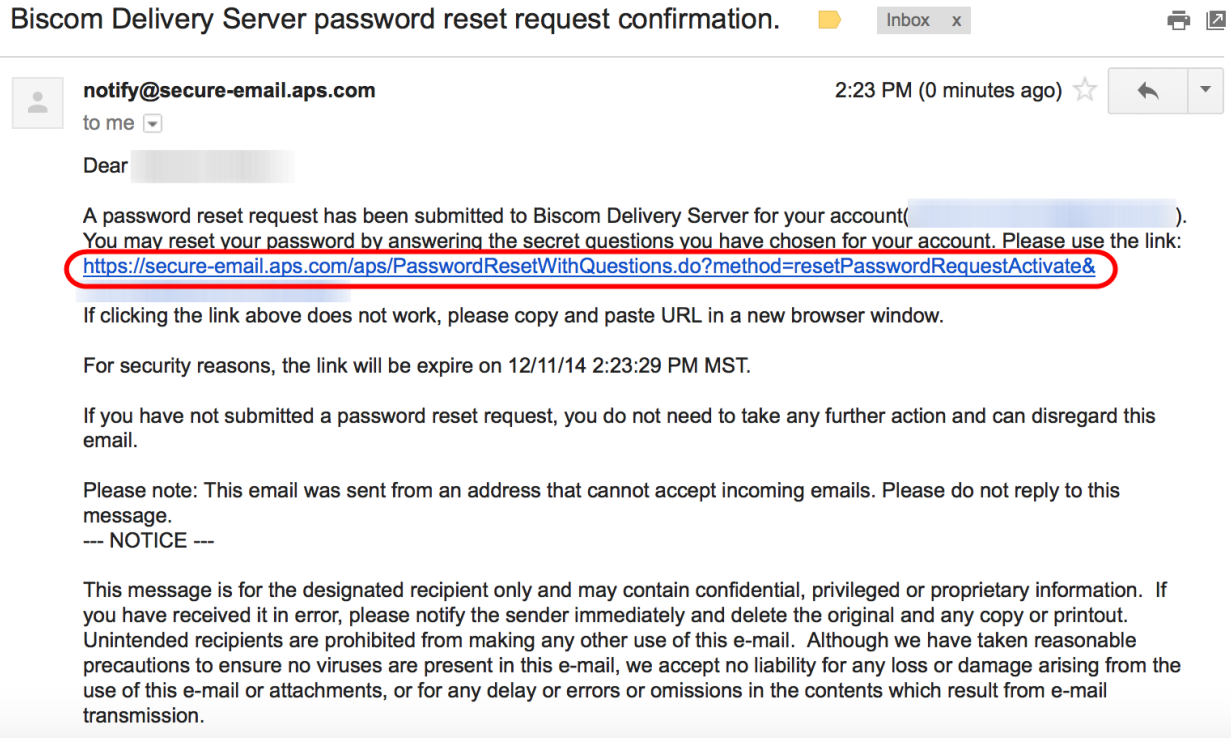 Biscom Delivery Server password reset request confirmation.
Inbox x
notify@secure-email.aps.com
2:23 PM (0 minutes ago)
to me
Dear
A password reset request has been submitted to Biscom Delivery Server for your account( ).
You may reset your password by answering the secret questions you have chosen for your account. Please use the link:
https://secure-email.aps.com/aps/PasswordResetWithQuestions.do?method=resetPasswordRequestActivate&
If clicking the link above does not work, please copy and paste URL in a new browser window.
For security reasons, the link will be expire on 12/11/14 2:23:29 PM MST.
If you have not submitted a password reset request, you do not need to take any further action and can disregard this
email.
Please note: This email was sent from an address that cannot accept incoming emails. Please do not reply to this
message.
--- NOTICE ---
This message is for the designated recipient only and may contain confidential, privileged or proprietary information.  If
you have received it in error, please notify the sender immediately and delete the original and any copy or printout.
Unintended recipients are prohibited from making any other use of this e-mail.  Although we have taken reasonable
precautions to ensure no viruses are present in this e-mail, we accept no liability for any loss or damage arising from the
use of this e-mail or attachments, or for any delay or errors or omissions in the contents which result from e-mail
transmission.